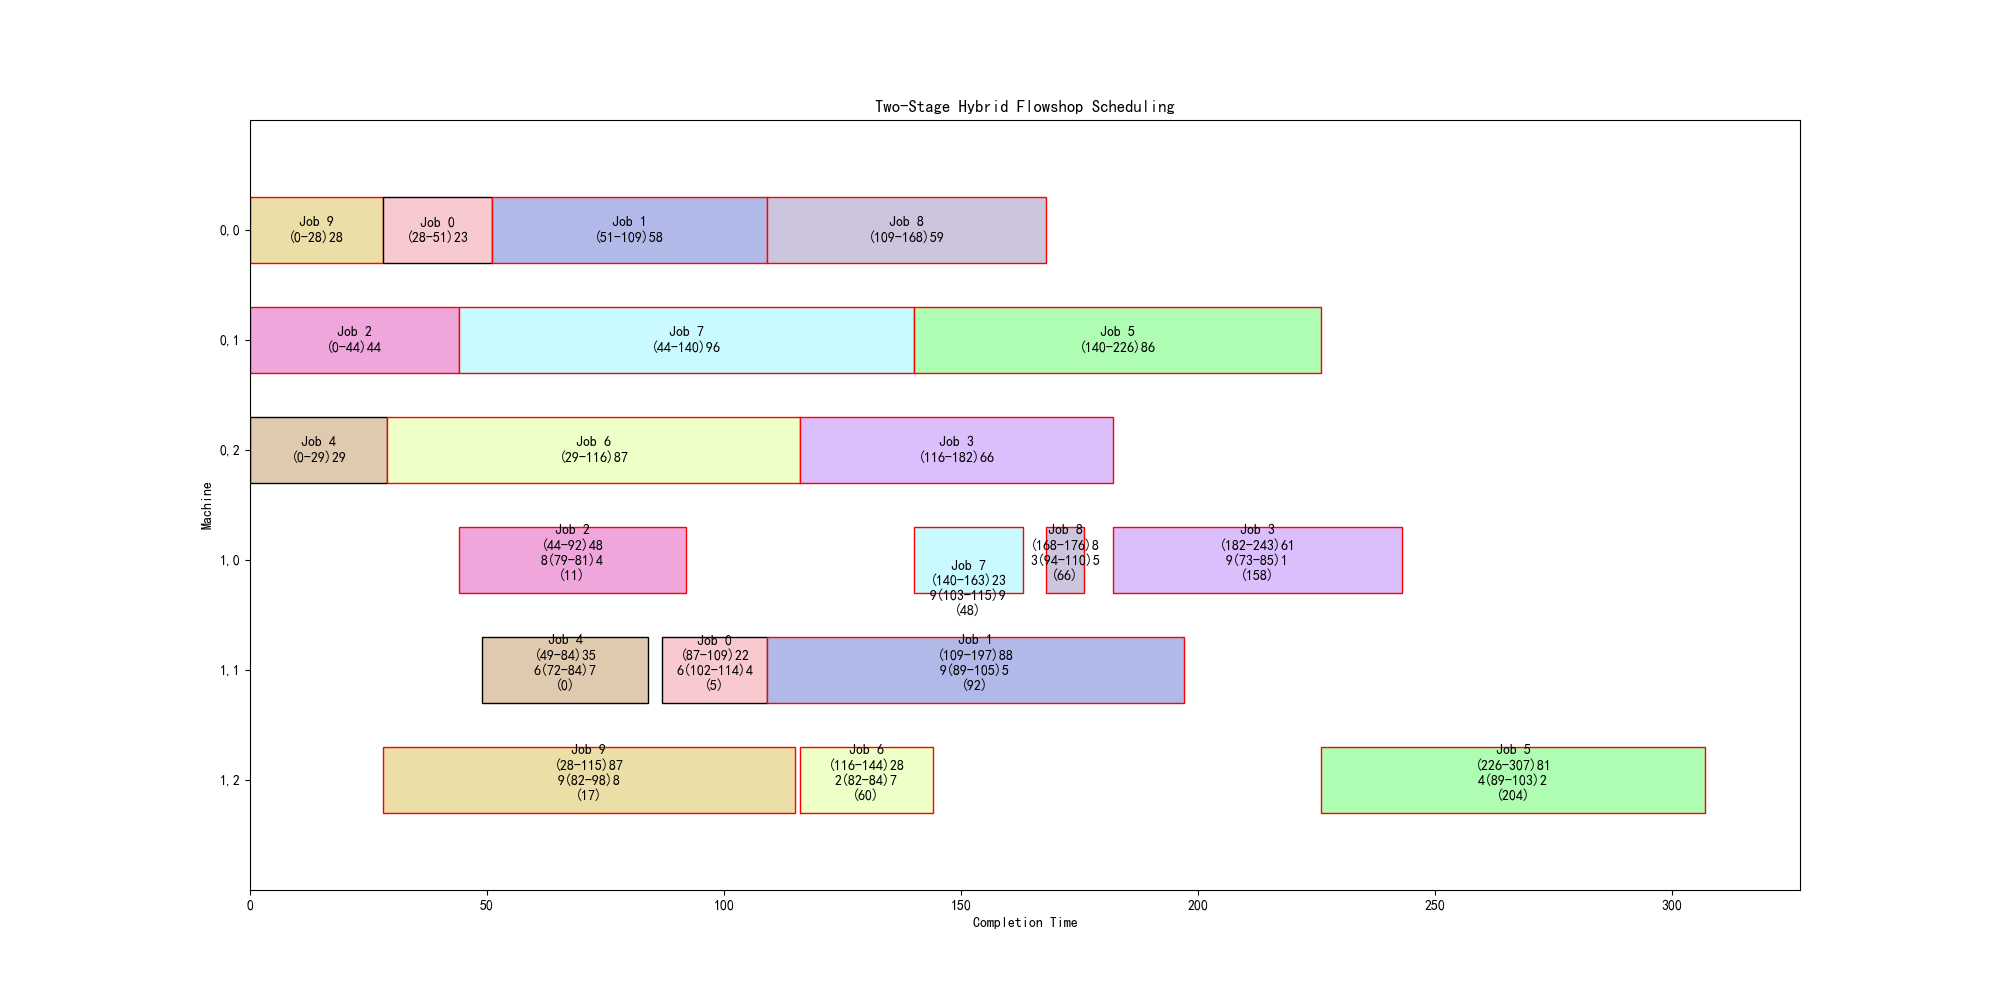 Two-Stage Hybrid Flowshop Scheduling
0,0
Job 9
(0-28)28
Job 0
(28-51)23
Job 1
(51-109)58
Job 8
(109-168)59
0,1
Job 2
(0-44)44
Job 7
(44-140)96
Job 5
(140-226)86
0,2
Job 4
(0-29)29
Job 6
(29-116)87
Job 3
(116-182)66
Machine
1,0
Job 2
(44-92)48
8(79-81)4
(11)
Job 7
(140-163)23
9(103-115)9
(48)
Job 8
(168-176)8
3(94-110)5
(66)
Job 3
(182-243)61
9(73-85)1
(158)
1,1
Job 4
(49-84)35
6(72-84)7
(0)
Job 0
(87-109)22
6(102-114)4
(5)
Job 1
(109-197)88
9(89-105)5
(92)
1,2
Job 9
(28-115)87
9(82-98)8
(17)
Job 6
(116-144)28
2(82-84)7
(60)
Job 5
(226-307)81
4(89-103)2
(204)
0
50
100
150
200
250
300
Completion Time